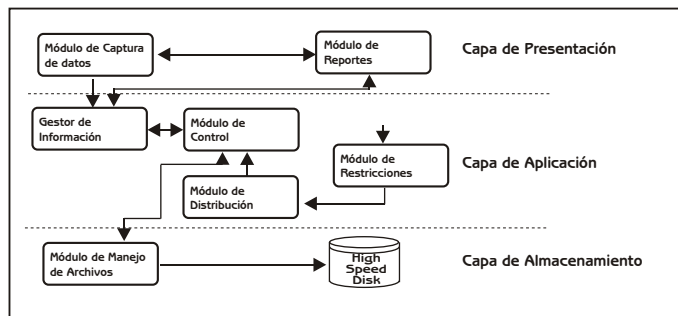 Módulo de Captura
de datos
Módulo de
Reportes
Capa de Presentación
Gestor de
Información
Módulo de
Control
Módulo de
Restricciones
Capa de Aplicación
Módulo de
Distribución
Módulo de Manejo
de Archivos
High
Speed
Disk
Capa de Almacenamiento